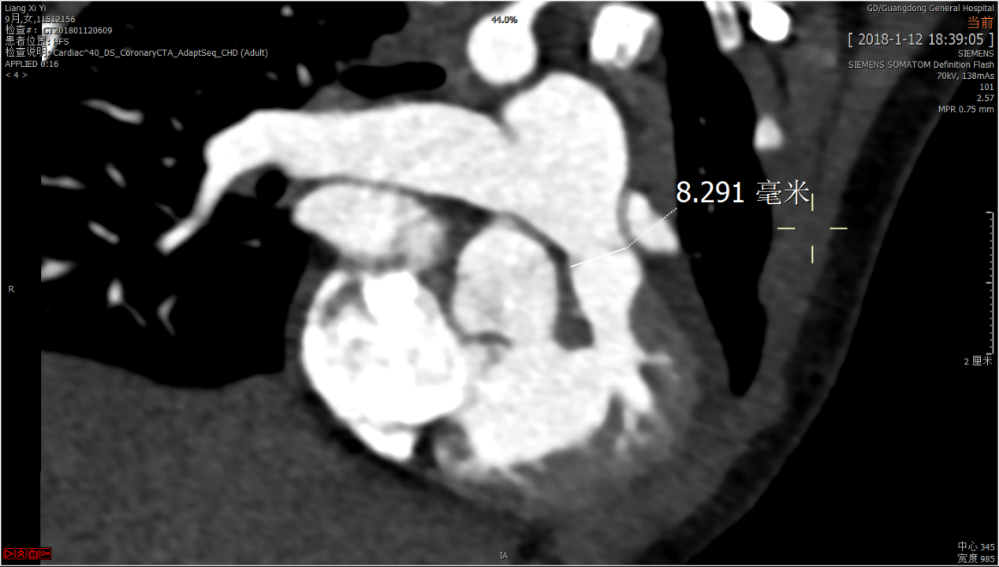 Liang Xi Yi
9月,女,11512156
检查#: CT201801120609
患者位置: HFS
检查说明: Cardiac^40_DS_CoronaryCTA_AdaptSeq_CHD (Adult)
APPLIED 0:16
< 4 >
44.0%
GD/Guangdong General Hospital
当前
[ 2018-1-12 18:39:05 ]
SIEMENS
SIEMENS SOMATOM Definition Flash
70kV, 138mAs
101
2.57
MPR 0.75 mm
8.291 毫米
R
2 厘米
IA
中心 345
宽度 985